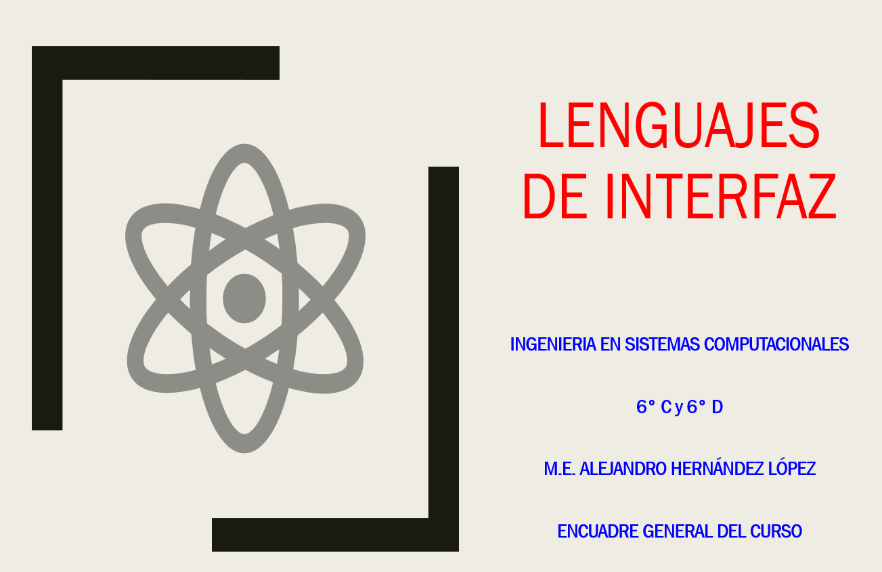 LENGUAJES
DE INTERFAZ
INGENIERIA EN SISTEMAS COMPUTACIONALES
6° C y 6° D
M.E. ALEJANDRO HERNÁNDEZ LÓPEZ
ENCUADRE GENERAL DEL CURSO